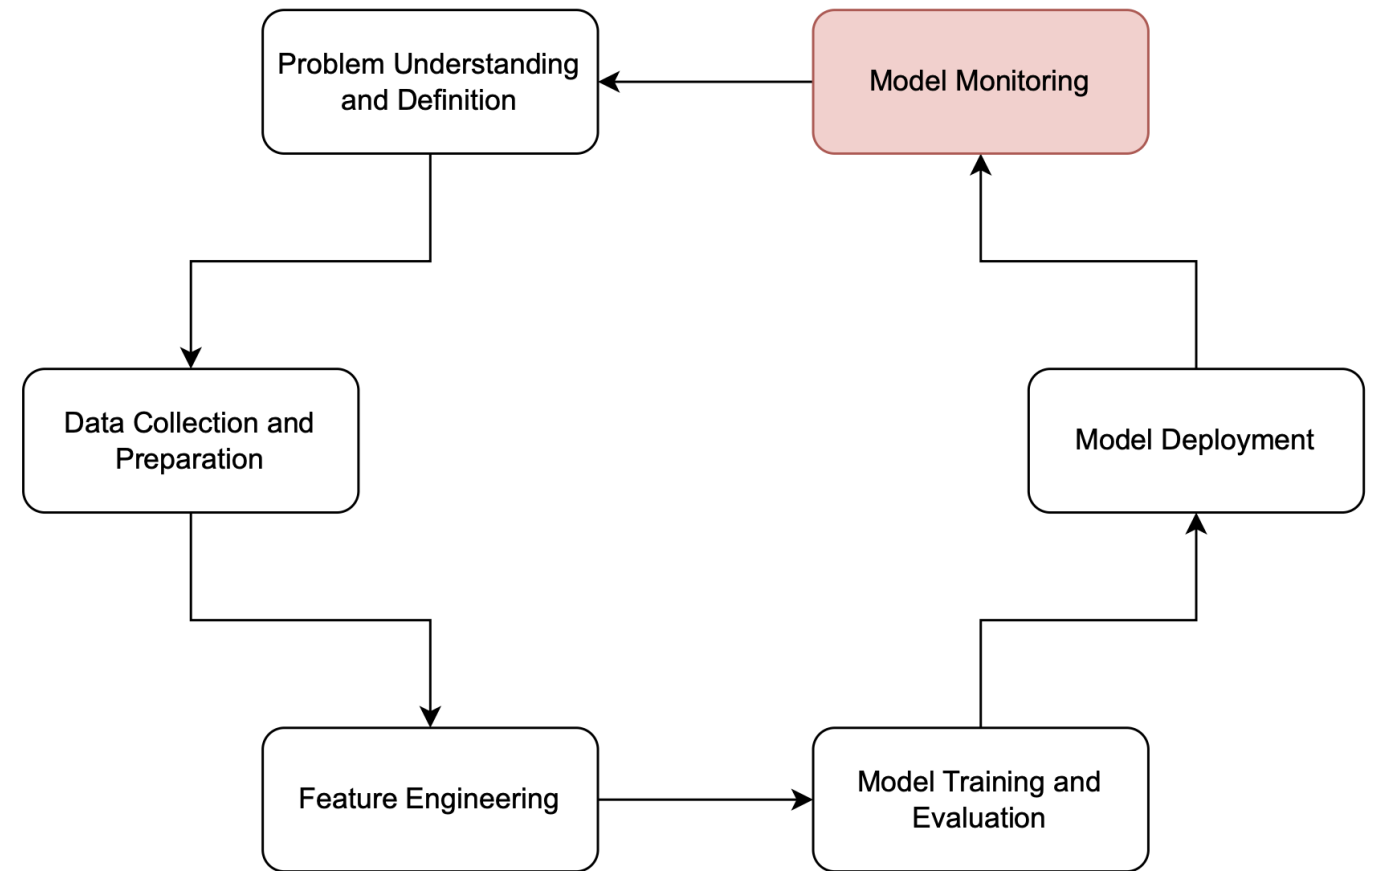 Problem Understanding
and Definition
Model Monitoring
Data Collection and
Preparation
Model Deployment
Feature Engineering
Model Training and
Evaluation